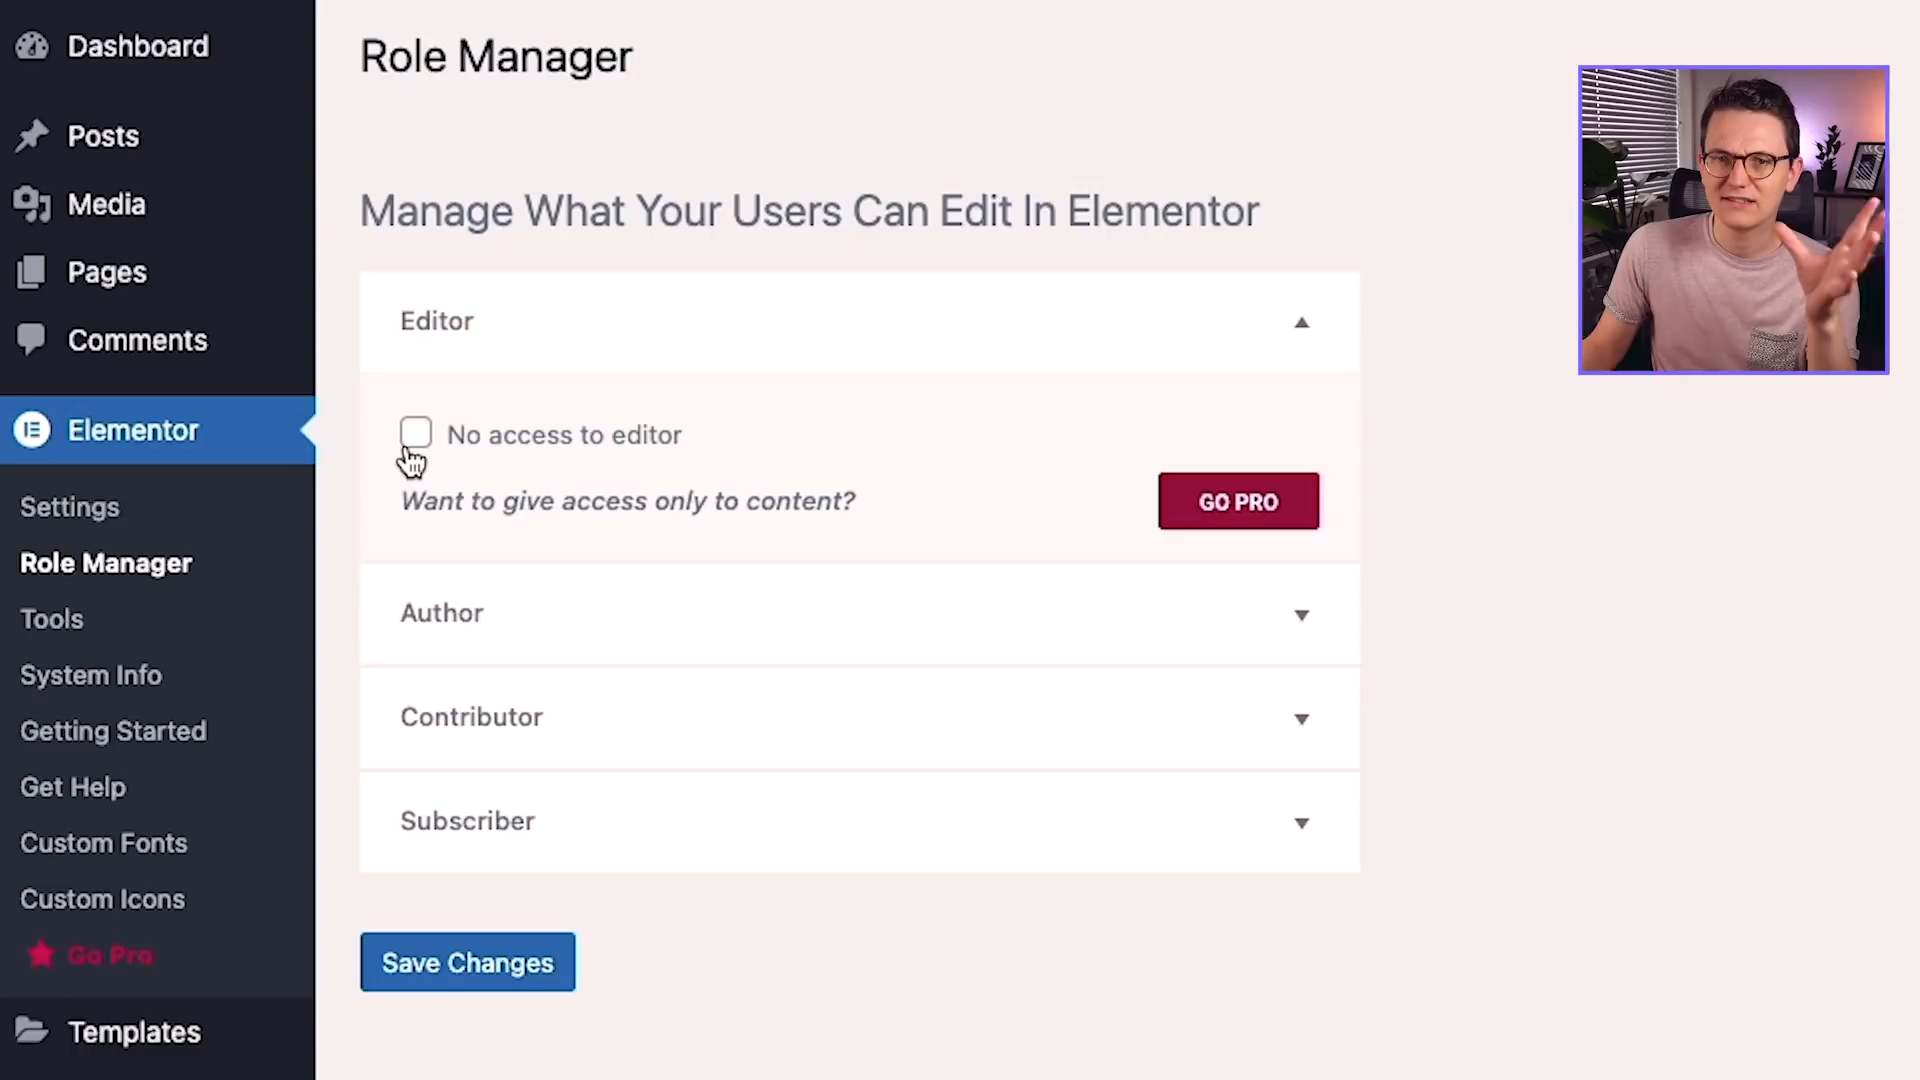 Dashboard
Posts
Media
Pages
Comments
Elementor
Settings
Role Manager
Tools
System Info
Getting Started
Get Help
Custom Fonts
Custom Icons
Go Pro
Templates
Role Manager
Manage What Your Users Can Edit In Elementor
Editor
No access to editor
Want to give access only to content?
GO PRO
Author
Contributor
Subscriber
Save Changes